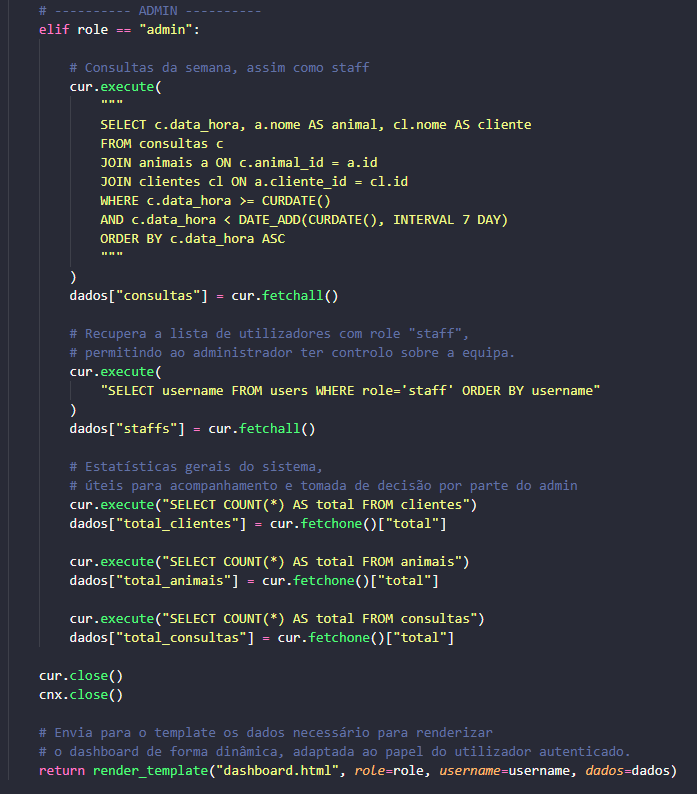 # ---------- ADMIN ----------
elif role == "admin":
# Consultas da semana, assim como staff
cur.execute(
"""
SELECT c.data_hora, a.nome AS animal, cl.nome AS cliente
FROM consultas c
JOIN animais a ON c.animal_id = a.id
JOIN clientes cl ON a.cliente_id = cl.id
WHERE c.data_hora >= CURDATE()
AND c.data_hora < DATE_ADD(CURDATE(), INTERVAL 7 DAY)
ORDER BY c.data_hora ASC
"""
)
dados["consultas"] = cur.fetchall()
# Recupera a lista de utilizadores com role "staff",
# permitindo ao administrador ter controlo sobre a equipa.
cur.execute(
"SELECT username FROM users WHERE role='staff' ORDER BY username"
)
dados["staffs"] = cur.fetchall()
# Estatísticas gerais do sistema,
# úteis para acompanhamento e tomada de decisão por parte do admin
cur.execute("SELECT COUNT(*) AS total FROM clientes")
dados["total_clientes"] = cur.fetchone()["total"]
cur.execute("SELECT COUNT(*) AS total FROM animais")
dados["total_animais"] = cur.fetchone()["total"]
cur.execute("SELECT COUNT(*) AS total FROM consultas")
dados["total_consultas"] = cur.fetchone()["total"]
cur.close()
cnx.close()
# Envia para o template os dados necessário para renderizar
# o dashboard de forma dinâmica, adaptada ao papel do utilizador autenticado.
return render_template("dashboard.html", role=role, username=username, dados=dados)